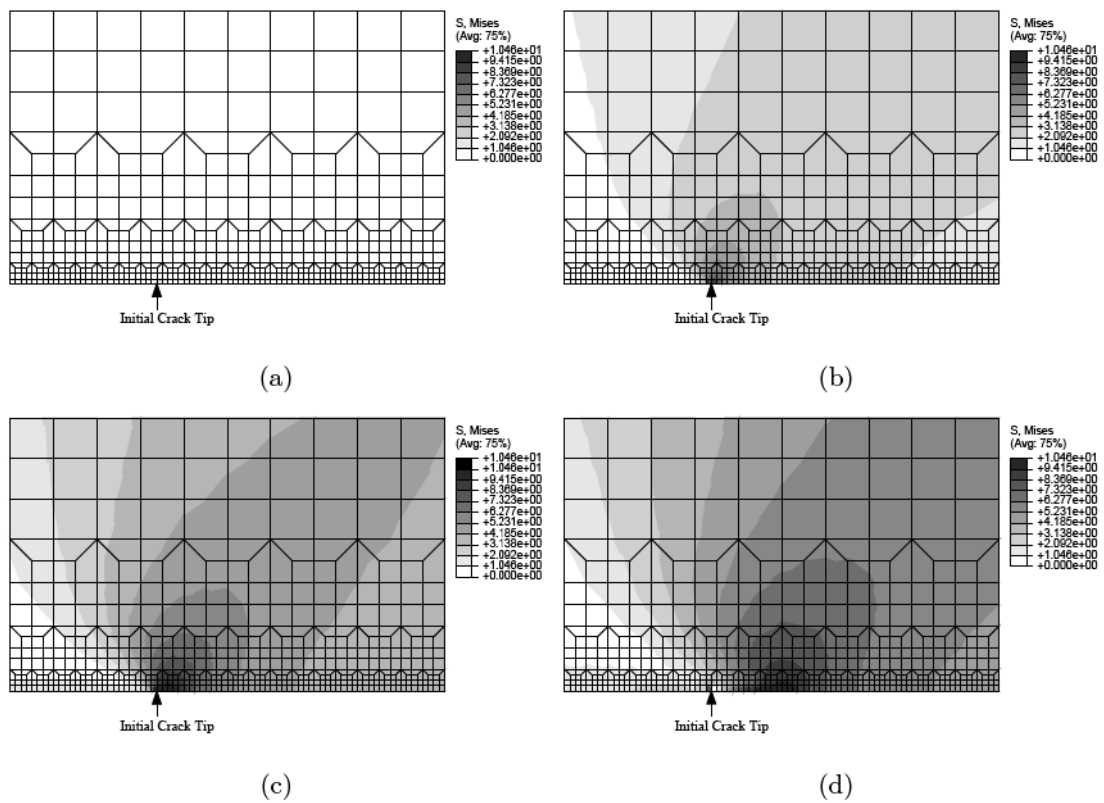 S, Mises
(Avg: 75%)
+1.046e+01
+9.415e+00
+8.369e+00
+7.323e+00
+6.277e+00
+5.231e+00
+4.185e+00
+3.138e+00
+2.092e+00
+1.046e+00
+0.000e+00
Initial Crack Tip
(a)
S, Mises
(Avg: 75%)
+1.046e+01
+9.415e+00
+8.369e+00
+7.323e+00
+6.277e+00
+5.231e+00
+4.185e+00
+3.138e+00
+2.092e+00
+1.046e+00
+0.000e+00
Initial Crack Tip
(b)
S, Mises
(Avg: 75%)
+1.046e+01
+1.046e+01
+9.415e+00
+8.369e+00
+7.323e+00
+6.277e+00
+5.231e+00
+4.185e+00
+3.138e+00
+2.092e+00
+1.046e+00
+0.000e+00
Initial Crack Tip
(c)
S, Mises
(Avg: 75%)
+1.046e+01
+9.415e+00
+8.369e+00
+7.323e+00
+6.277e+00
+5.231e+00
+4.185e+00
+3.138e+00
+2.092e+00
+1.046e+00
+0.000e+00
Initial Crack Tip
(d)